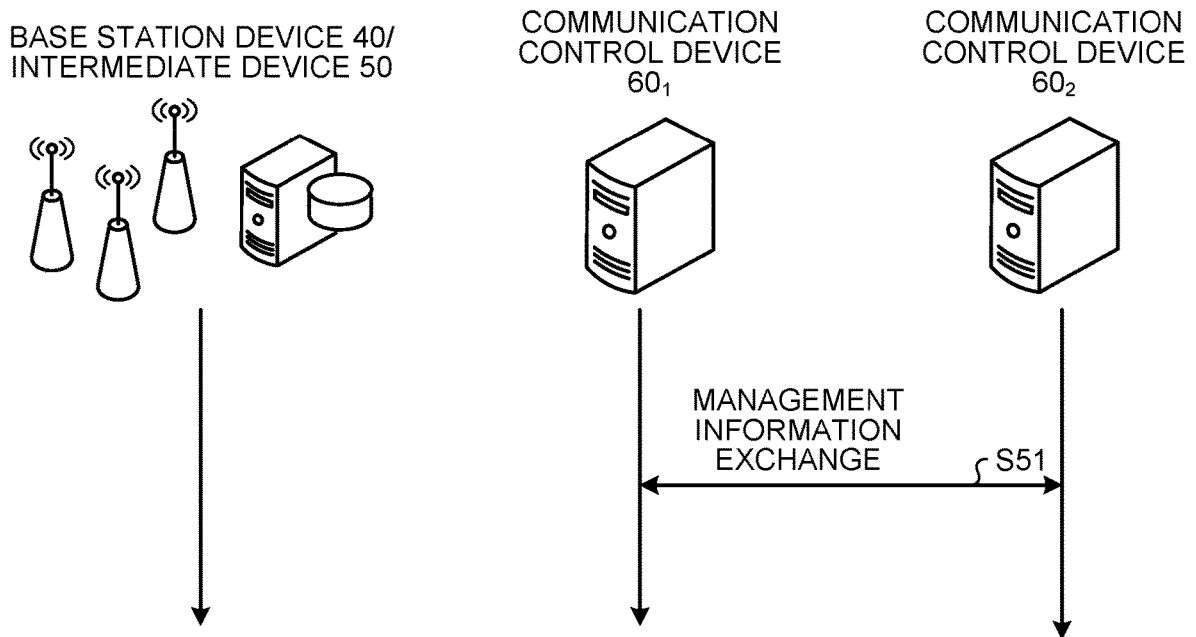 BASE STATION DEVICE 40/
INTERMEDIATE DEVICE 50
COMMUNICATION
CONTROL DEVICE
60₁
COMMUNICATION
CONTROL DEVICE
60₂
MANAGEMENT
INFORMATION
EXCHANGE
S51